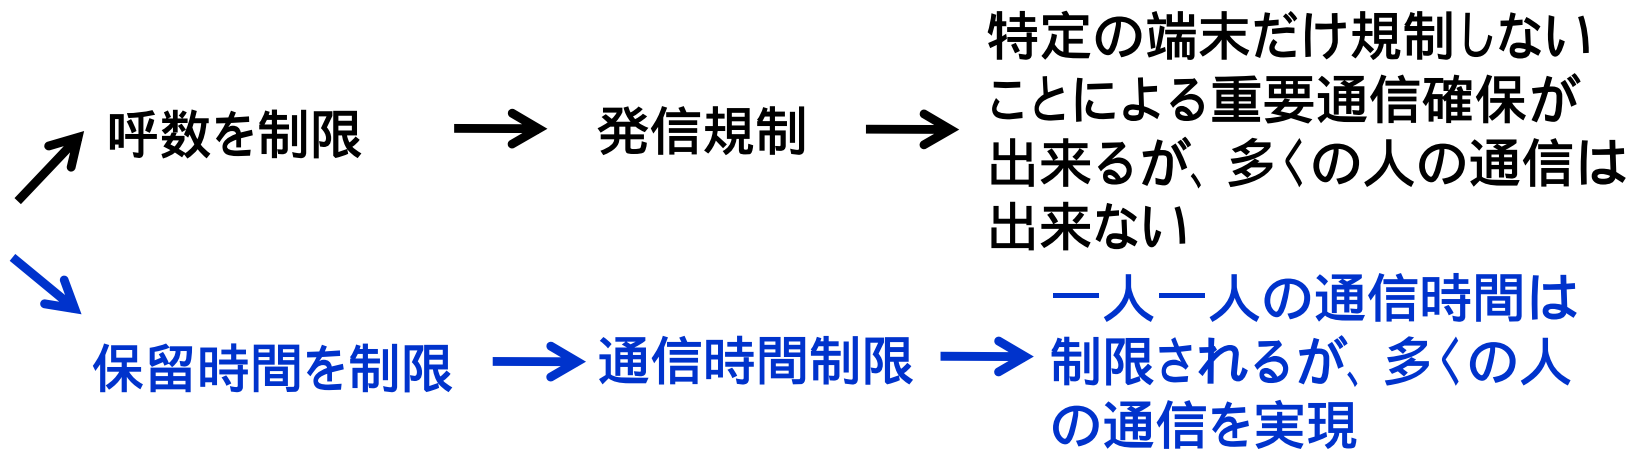 呼数を制限
発信規制
特定の端末だけ規制しない
ことによる重要通信確保が
出来るが、多くの人の通信は
出来ない
保留時間を制限
通信時間制限
一人一人の通信時間は
制限されるが、多くの人
の通信を実現